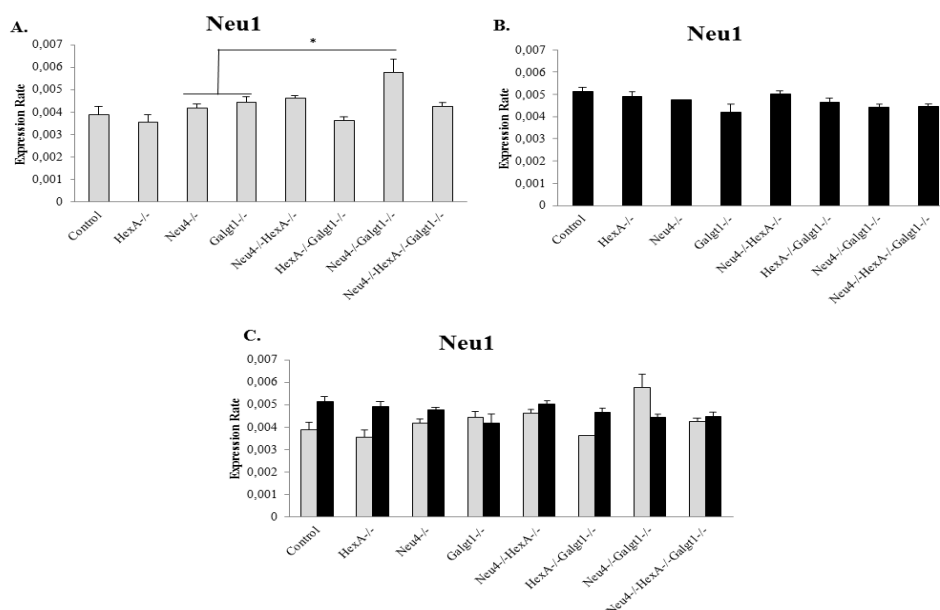 A.
Neu1
*
Expression Rate
0,007
0,006
0,005
0,004
0,003
0,002
0,001
0
Control
HexA-/-
Neu4-/-
Galgt1-/-
Neu4-/-HexA-/-
HexA-/-Galgt1-/-
Neu4-/-Galgt1-/-
Neu4-/-HexA-/-Galgt1-/-
B.
Neu1
Expression Rate
0,007
0,006
0,005
0,004
0,003
0,002
0,001
0
Control
HexA-/-
Neu4-/-
Galgt1-/-
Neu4-/-HexA-/-
HexA-/-Galgt1-/-
Neu4-/-Galgt1-/-
Neu4-/-HexA-/-Galgt1-/-
C.
Neu1
Expression Rate
0,007
0,006
0,005
0,004
0,003
0,002
0,001
0
Control
HexA-/-
Neu4-/-
Galgt1-/-
Neu4-/-HexA-/-
HexA-/-Galgt1-/-
Neu4-/-Galgt1-/-
Neu4-/-HexA-/-Galgt1-/-